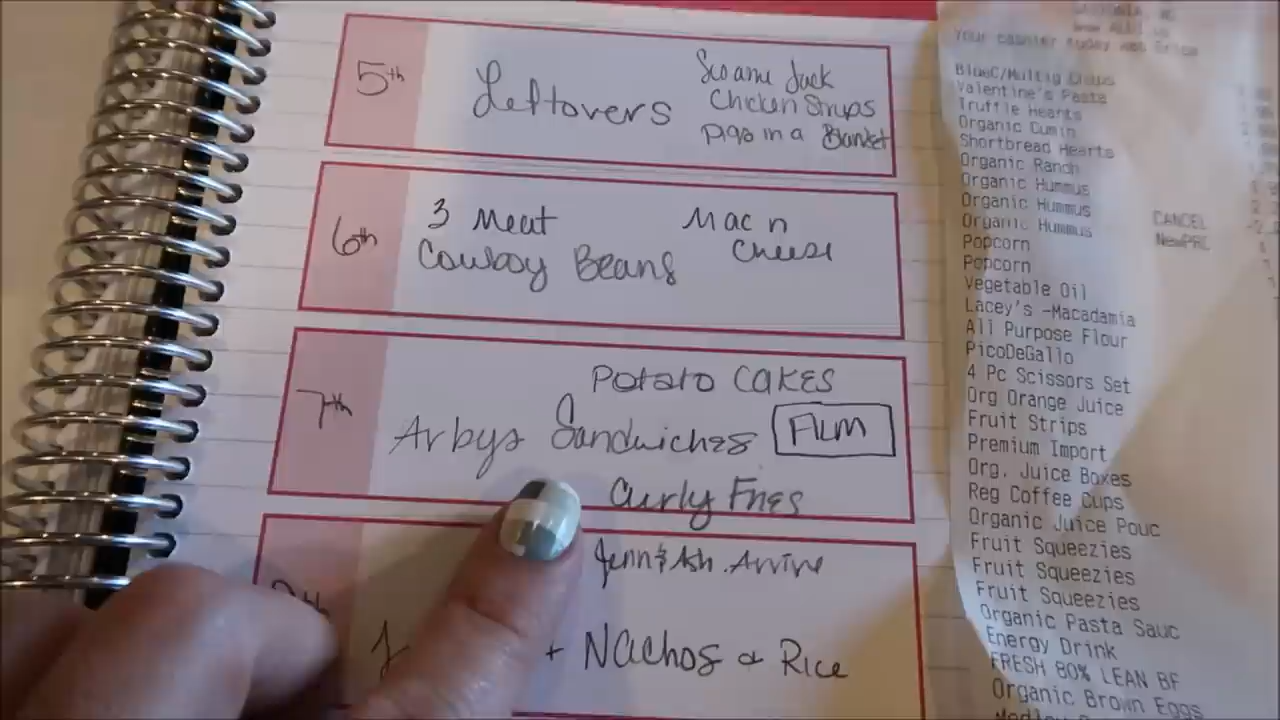 5th
Leftovers
Sesame Jack
Chicken Strips
Pigs in a Blanket
6th
3 Meat
Cowboy Beans
Mac n
Cheese
7th
Potato CAKES
Arbys Sandwiches
FILM
Curly Fries
Jenn & Ash Arrive
+ Nachos & Rice
Your cashier today was Erica
BlueC/Multig Chips
Valentine's Pasta
Truffle Hearts
Organic Cumin
Shortbread Hearts
Organic Ranch
Organic Hummus
Organic Hummus
Organic Hummus
CANCEL
NewPRC
Popcorn
Popcorn
Vegetable Oil
Lacey's -Macadamia
All Purpose Flour
PicoDeGallo
4 Pc Scissors Set
Org Orange Juice
Fruit Strips
Premium Import
Org. Juice Boxes
Reg Coffee Cups
Organic Juice Pouc
Fruit Squeezies
Fruit Squeezies
Fruit Squeezies
Organic Pasta Sauc
Energy Drink
FRESH 80% LEAN BF
Organic Brown Eggs